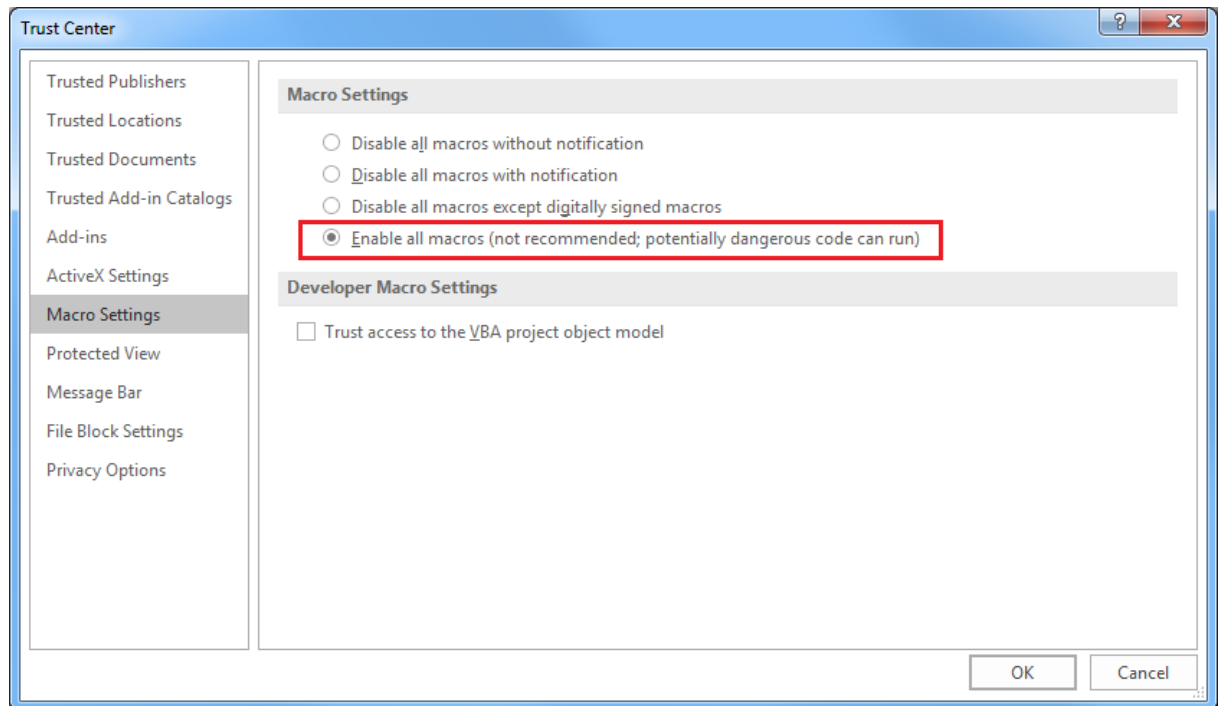 Trust Center
?
X
Trusted Publishers
Trusted Locations
Trusted Documents
Trusted Add-in Catalogs
Add-ins
ActiveX Settings
Macro Settings
Protected View
Message Bar
File Block Settings
Privacy Options
Macro Settings
Disable all macros without notification
Disable all macros with notification
Disable all macros except digitally signed macros
Enable all macros (not recommended; potentially dangerous code can run)
Developer Macro Settings
Trust access to the VBA project object model
OK
Cancel